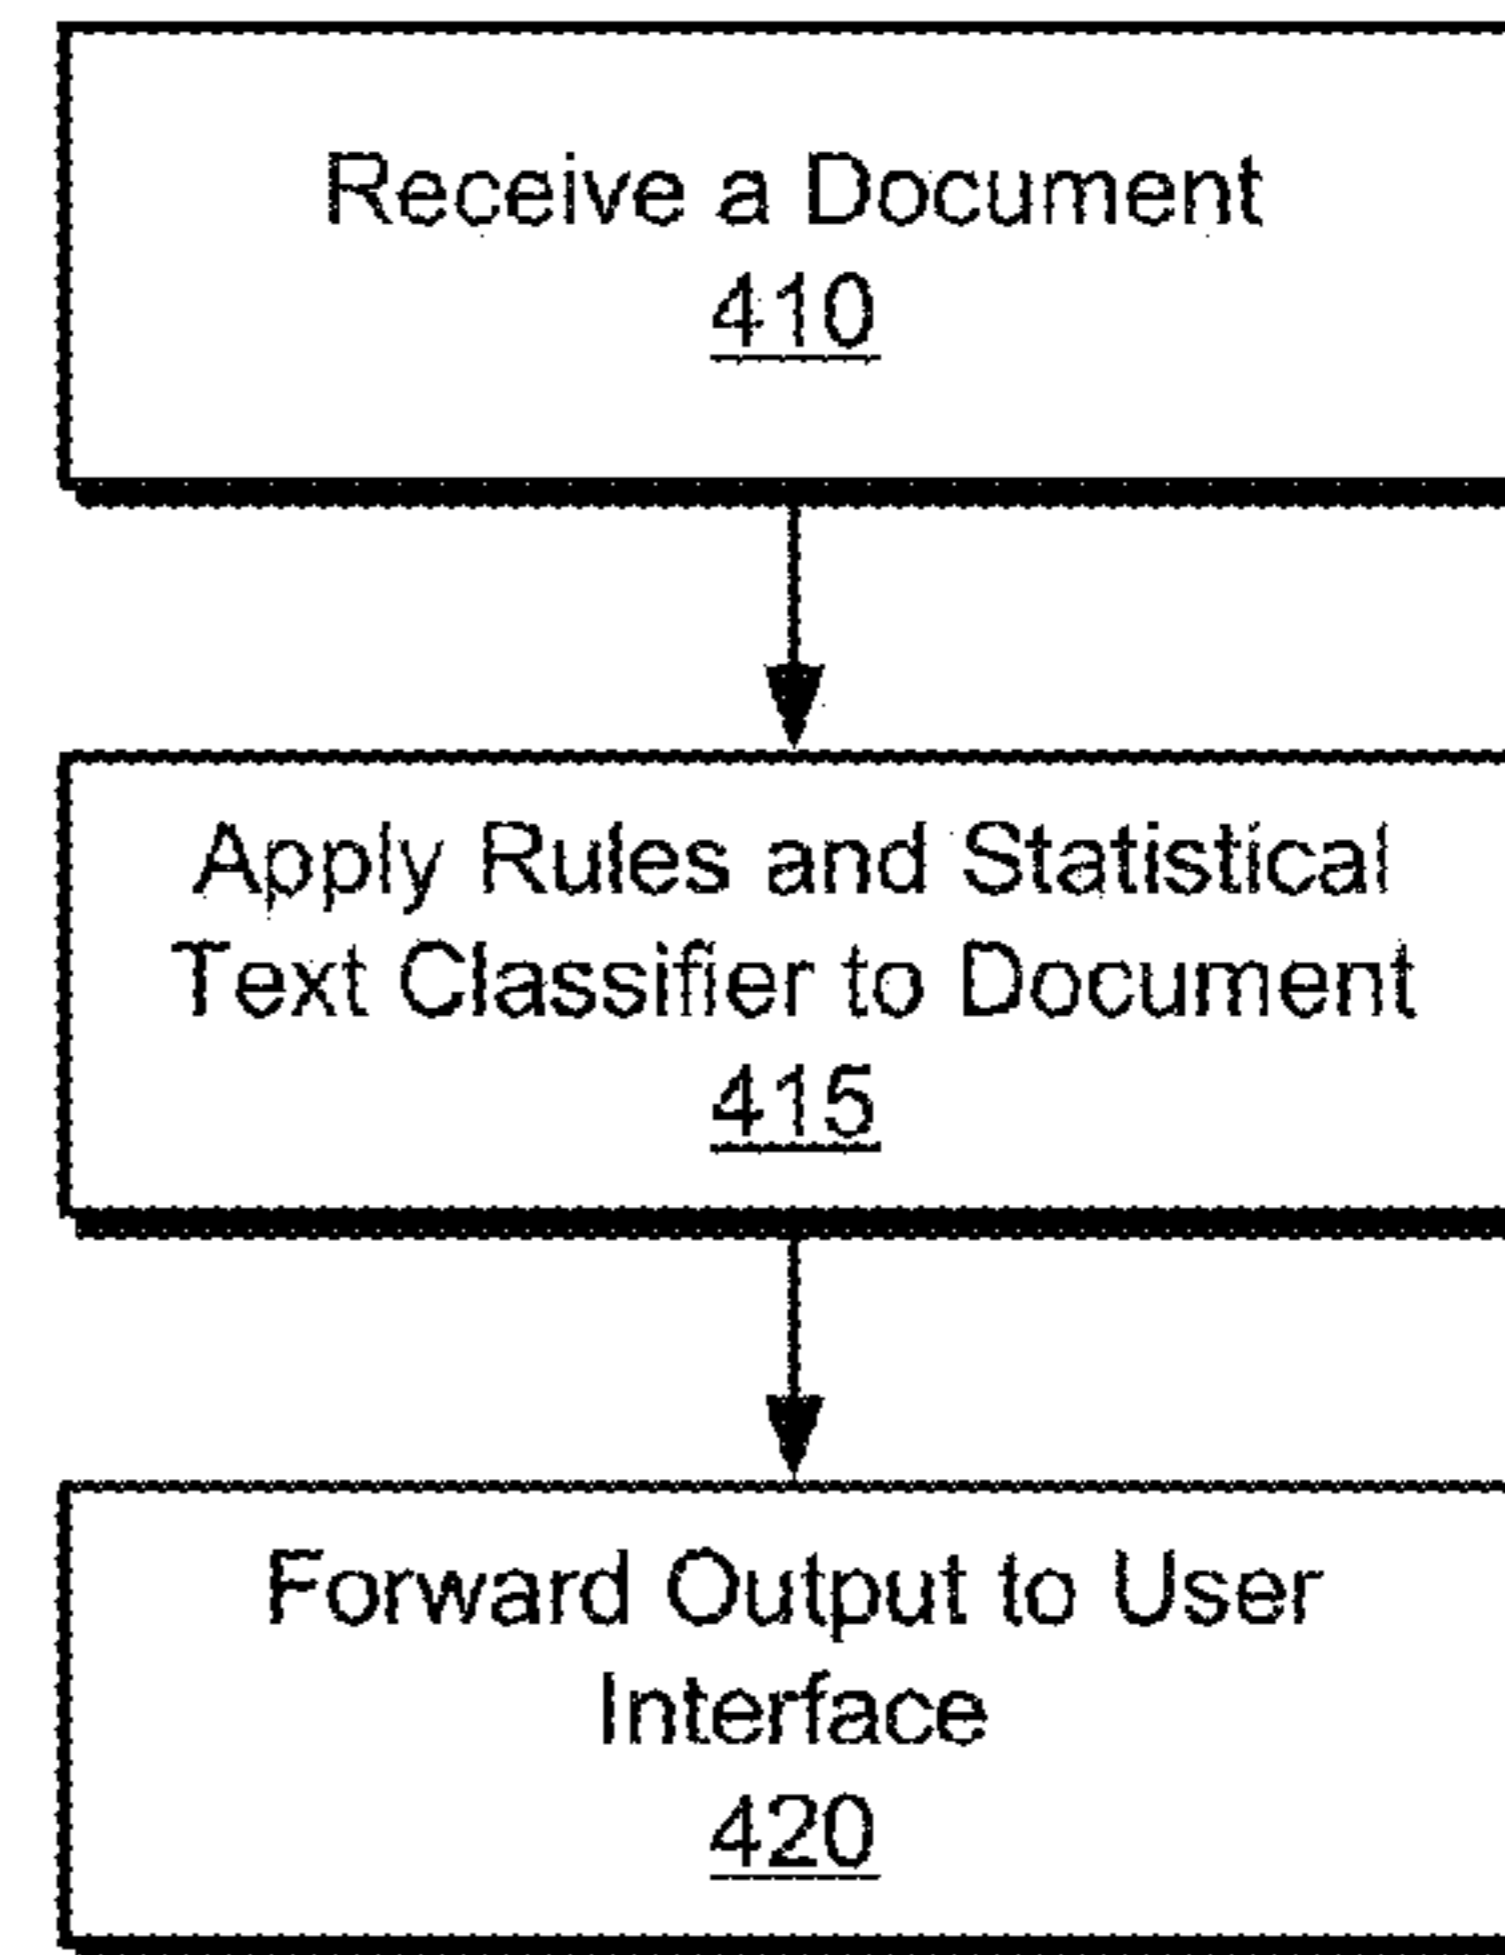 Receive a Document
410
Apply Rules and Statistical
Text Classifier to Document
415
Forward Output to User
Interface
420